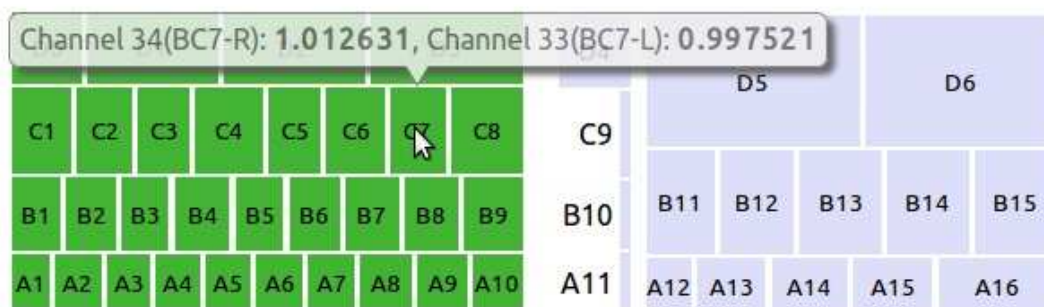 Channel 34(BC7-R): 1.012631, Channel 33(BC7-L): 0.997521
D5 D6
C1 C2 C3 C4 C5 C6 C7 C8 C9
B1 B2 B3 B4 B5 B6 B7 B8 B9 B10 B11 B12 B13 B14 B15
A1 A2 A3 A4 A5 A6 A7 A8 A9 A10 A11 A12 A13 A14 A15 A16